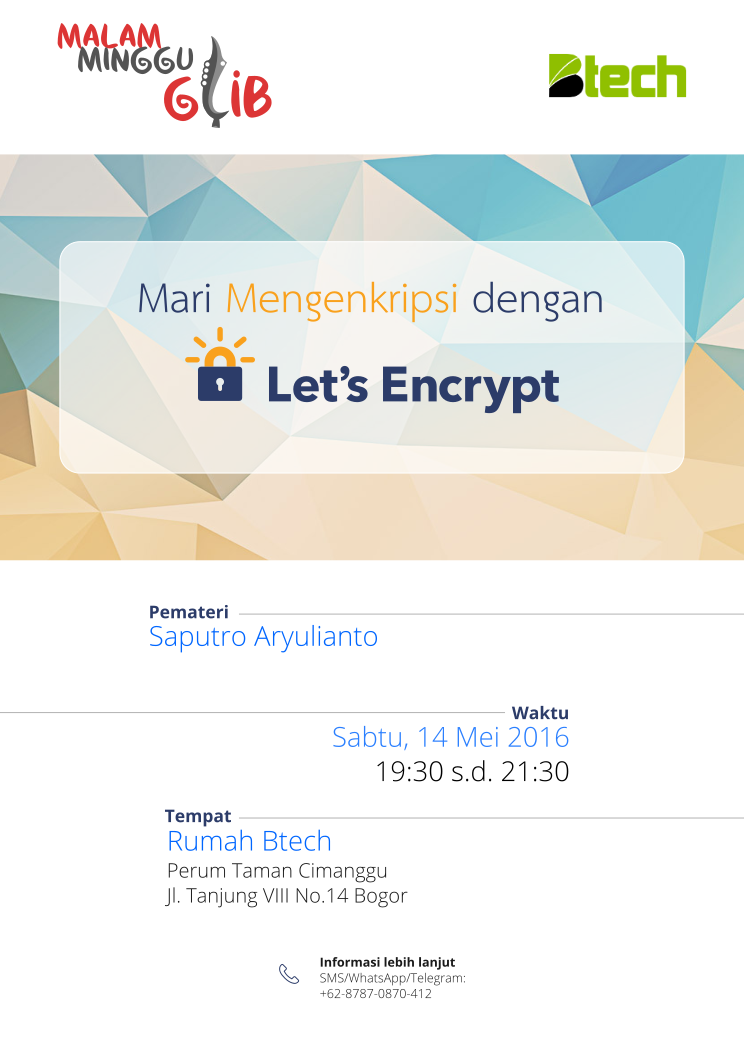 MALAM
MINGGU
GLIB
Btech
Mari Mengenkripsi dengan
Let's Encrypt
Pemateri
Saputro Aryulianto
Waktu
Sabtu, 14 Mei 2016
19:30 s.d. 21:30
Tempat
Rumah Btech
Perum Taman Cimanggu
Jl. Tanjung VIII No.14 Bogor
Informasi lebih lanjut
SMS/WhatsApp/Telegram:
+62-8787-0870-412